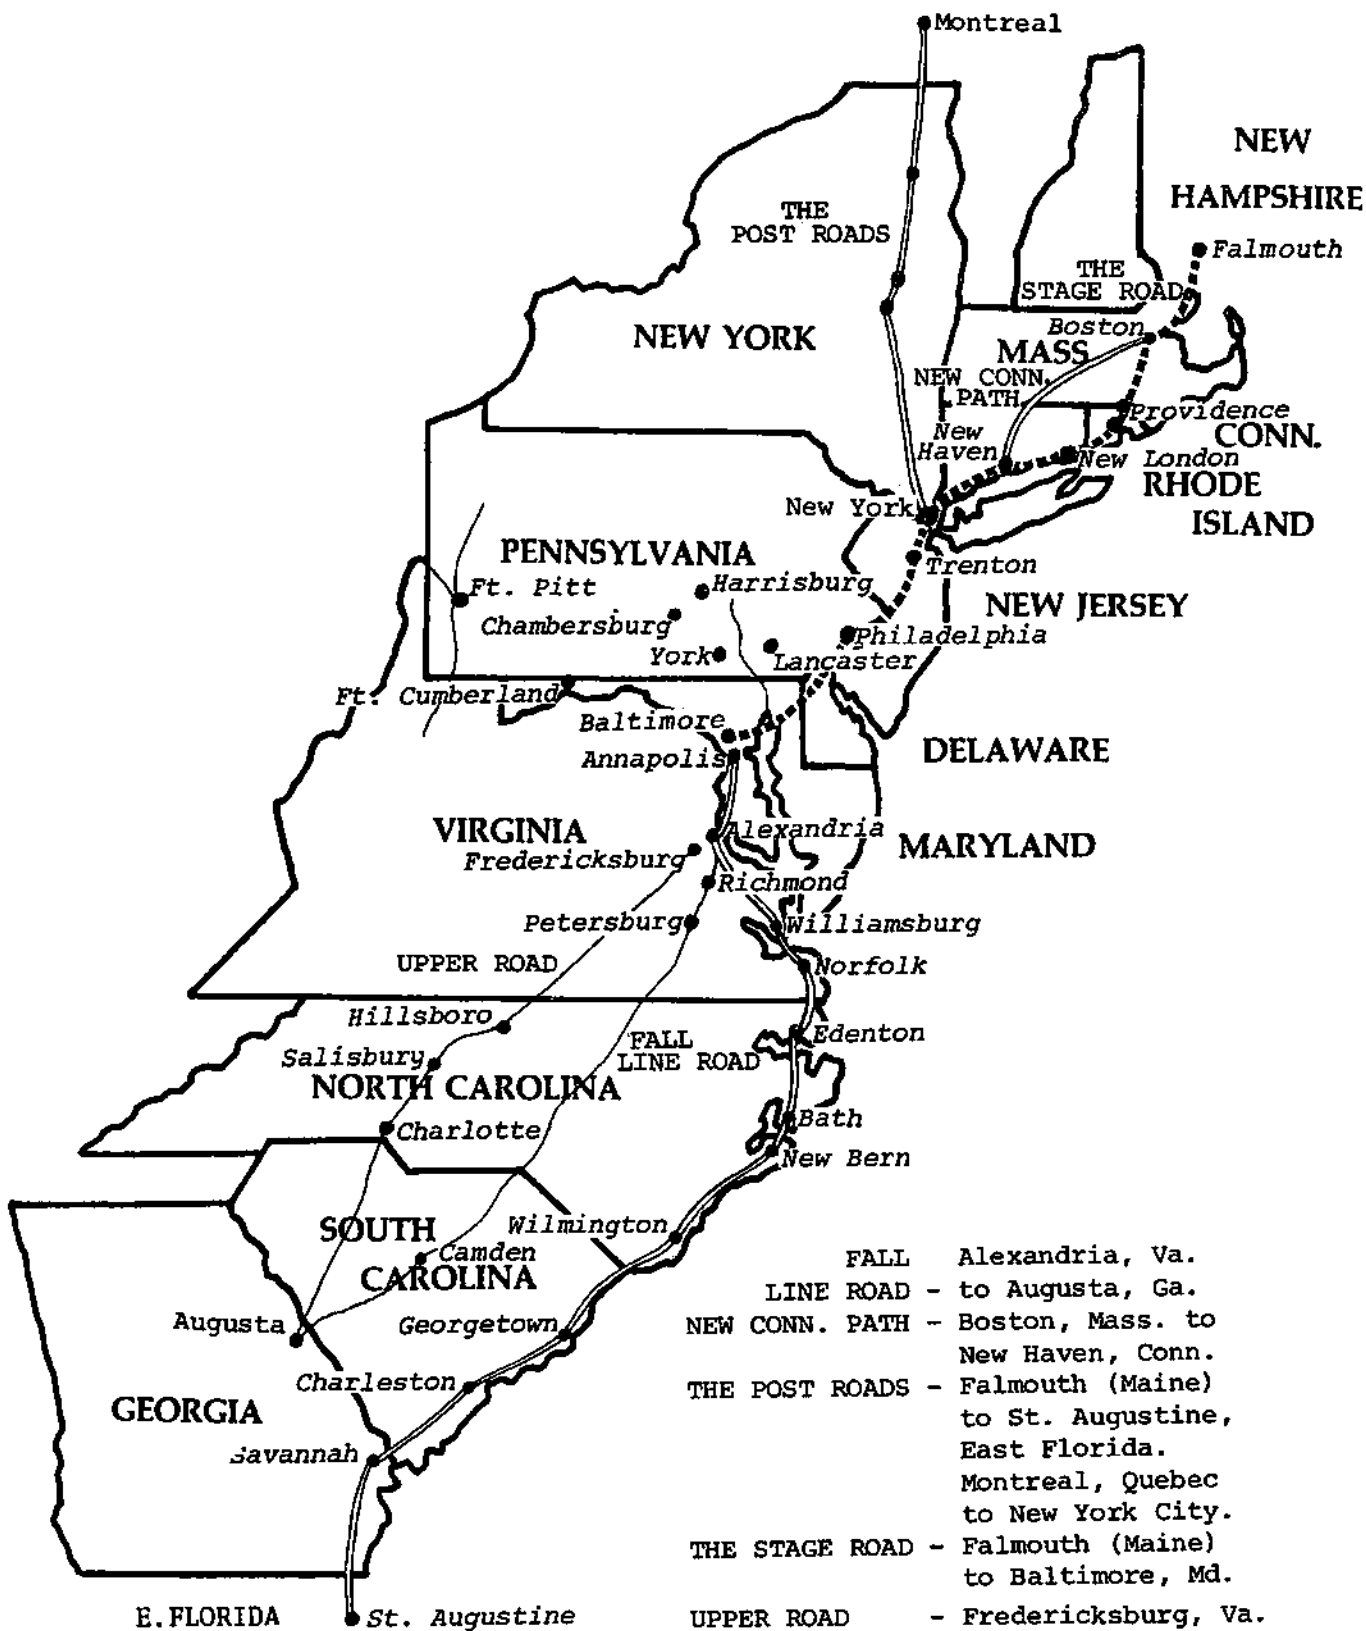 Montreal
NEW
HAMPSHIRE
THE
POST ROADS
Falmouth
THE
STAGE ROAD
NEW YORK
Boston
MASS
NEW CONN.
PATH
Providence
New
Haven
CONN.
New London
RHODE
ISLAND
New York
PENNSYLVANIA
Trenton
Ft. Pitt
Harrisburg
NEW JERSEY
Chambersburg
Philadelphia
York
Lancaster
Ft. Cumberland
Baltimore
Annapolis
DELAWARE
VIRGINIA
Alexandria
MARYLAND
Fredericksburg
Richmond
Petersburg
Williamsburg
UPPER ROAD
Norfolk
Hillsboro
Edenton
FALL
LINE ROAD
Salisbury
NORTH CAROLINA
Bath
Charlotte
New Bern
SOUTH
CAROLINA
Wilmington
Camden
Augusta
Georgetown
Charleston
GEORGIA
Savannah
E.FLORIDA
St. Augustine
FALL Alexandria, Va.
LINE ROAD - to Augusta, Ga.
NEW CONN. PATH - Boston, Mass. to
New Haven, Conn.
THE POST ROADS - Falmouth (Maine)
to St. Augustine,
East Florida.
Montreal, Quebec
to New York City.
THE STAGE ROAD - Falmouth (Maine)
to Baltimore, Md.
UPPER ROAD - Fredericksburg, Va.